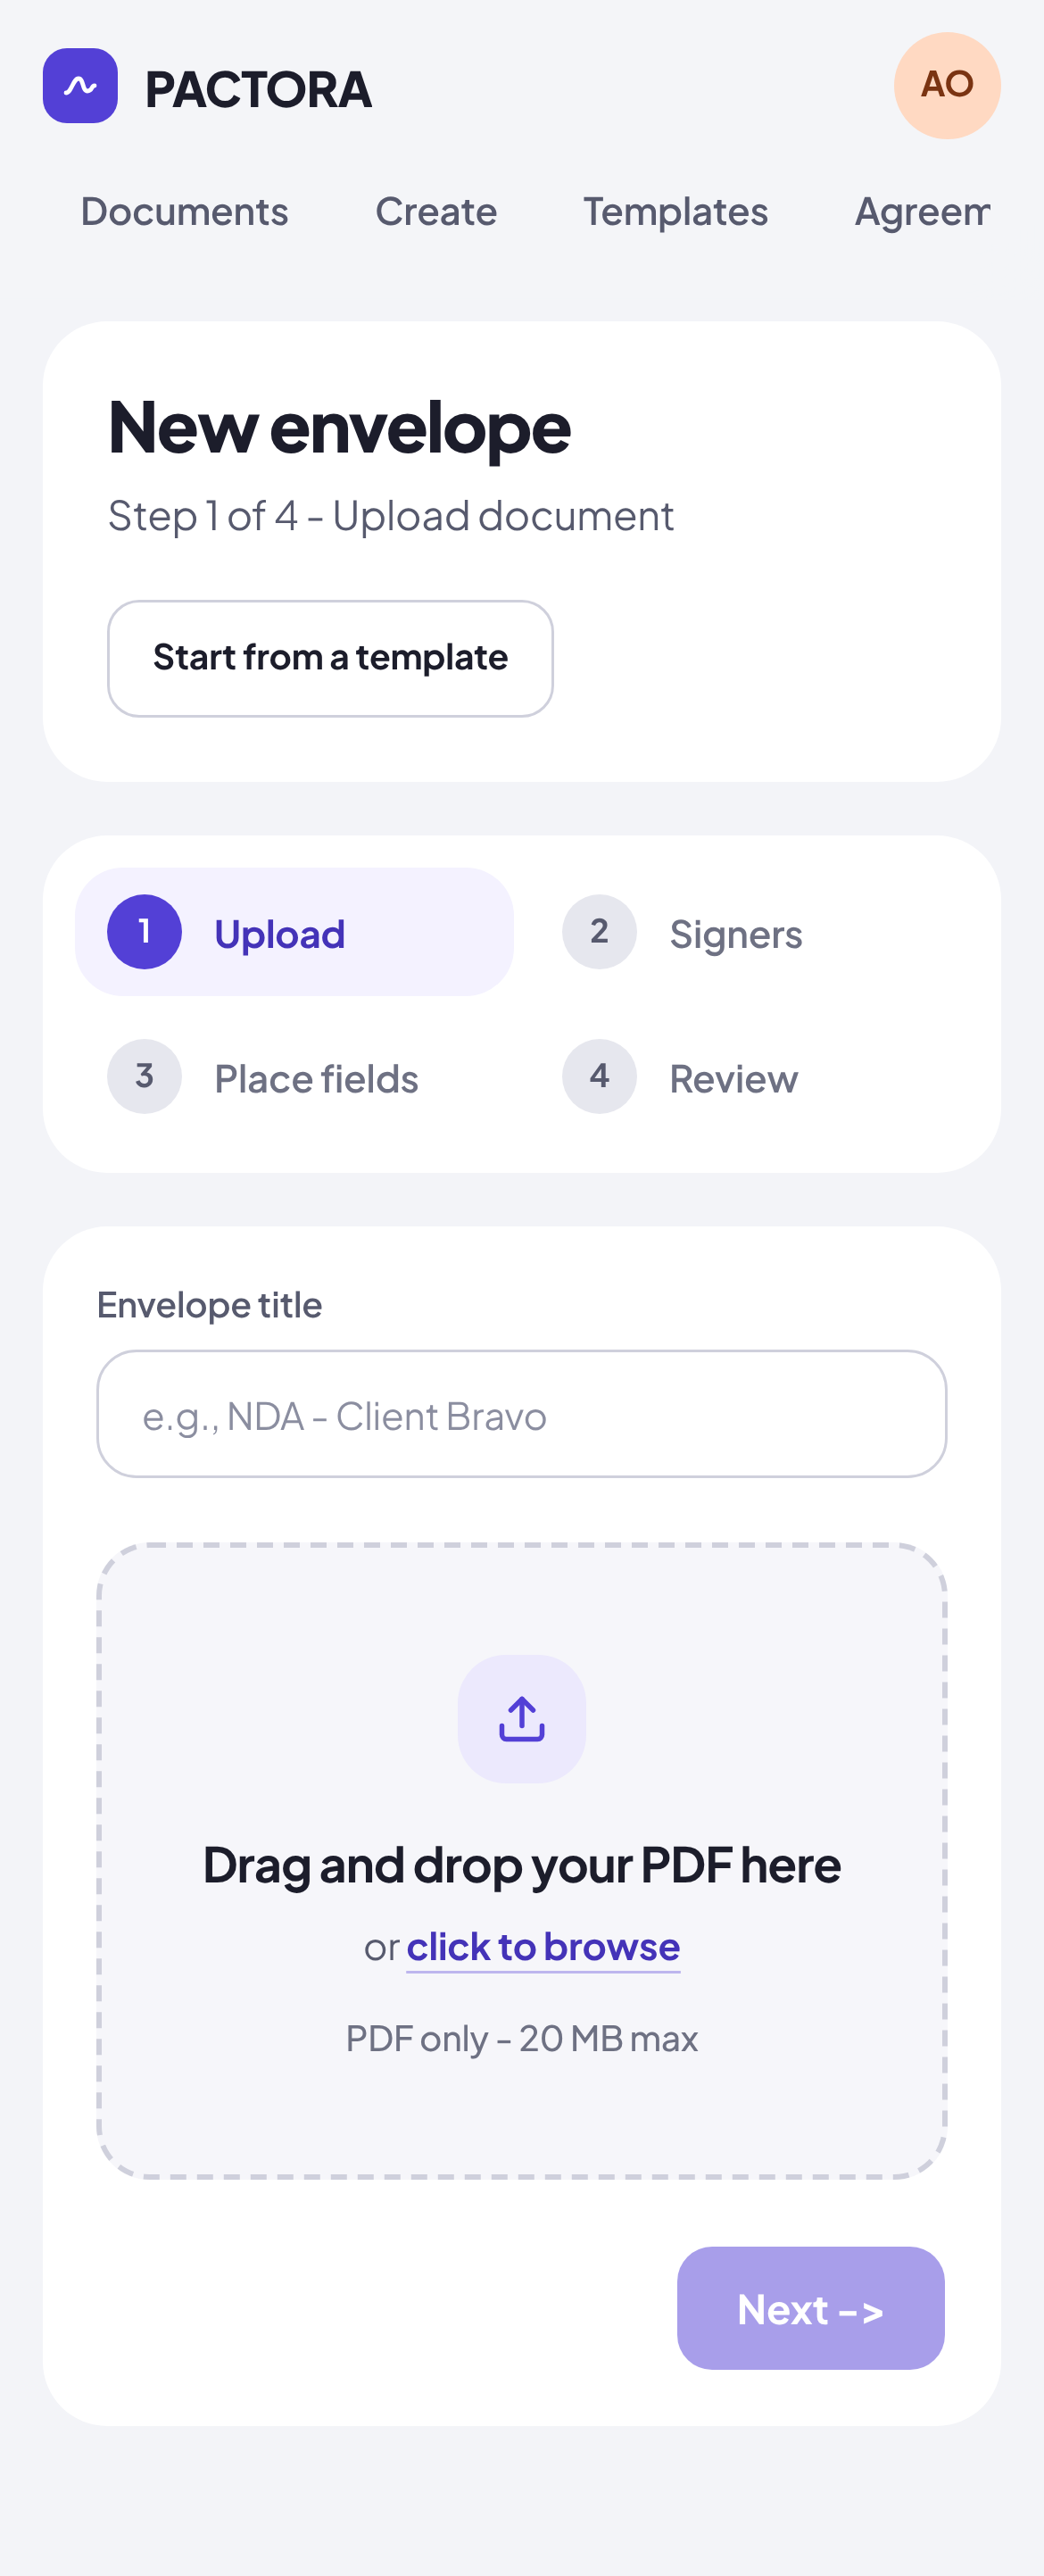 PACTORA
AO
Documents Create Templates Agreem
New envelope
Step 1 of 4 - Upload document
Start from a template
1 Upload
2 Signers
3 Place fields
4 Review
Envelope title
e.g., NDA - Client Bravo
Drag and drop your PDF here
or click to browse
PDF only - 20 MB max
Next ->